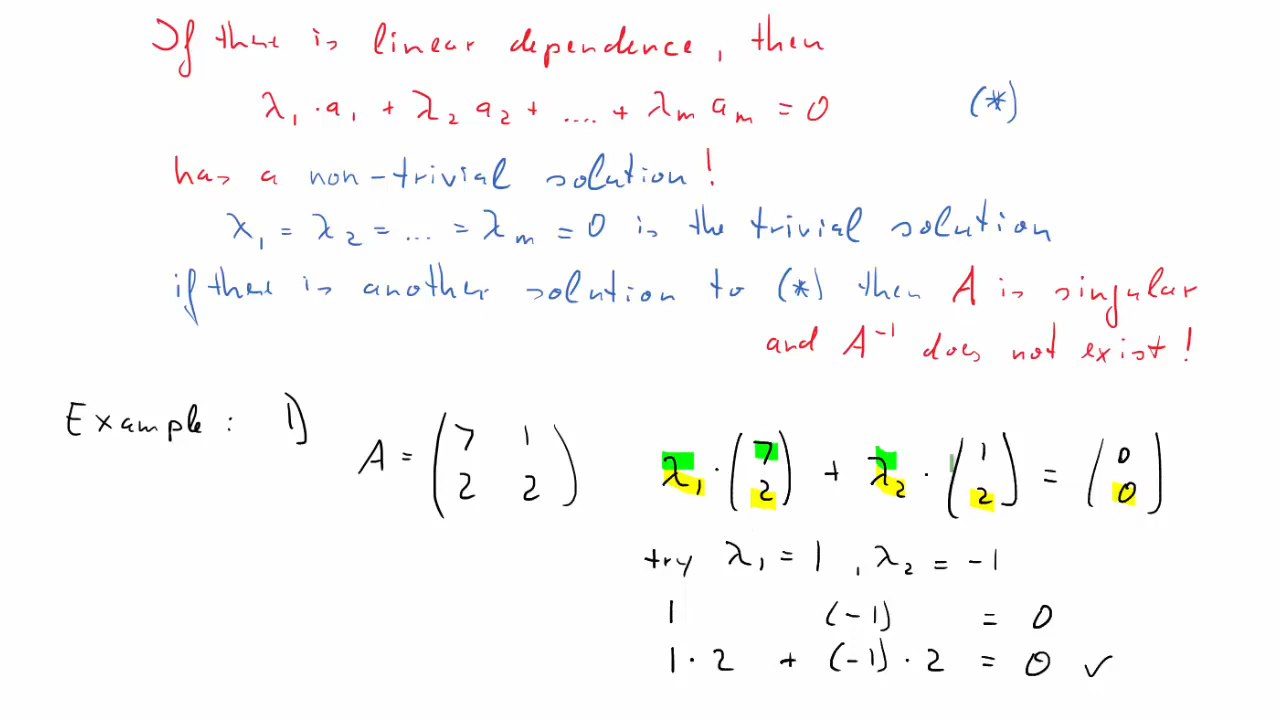 If there is linear dependence, then
λ₁ · a₁ + λ₂ a₂ + .... + λₘ aₘ = 0 (*)
has a non-trivial solution!
λ₁ = λ₂ = ... = λₘ = 0 is the trivial solution
if there is another solution to (*) then A is singular
and A⁻¹ does not exist!
Example: 1)
A = (7 1
2 2)
λ₁ · (7
2) + λ₂ · (1
2) = (0
0)
try λ₁ = 1, λ₂ = -1
1 (-1) = 0
1 · 2 + (-1) · 2 = 0 ✓